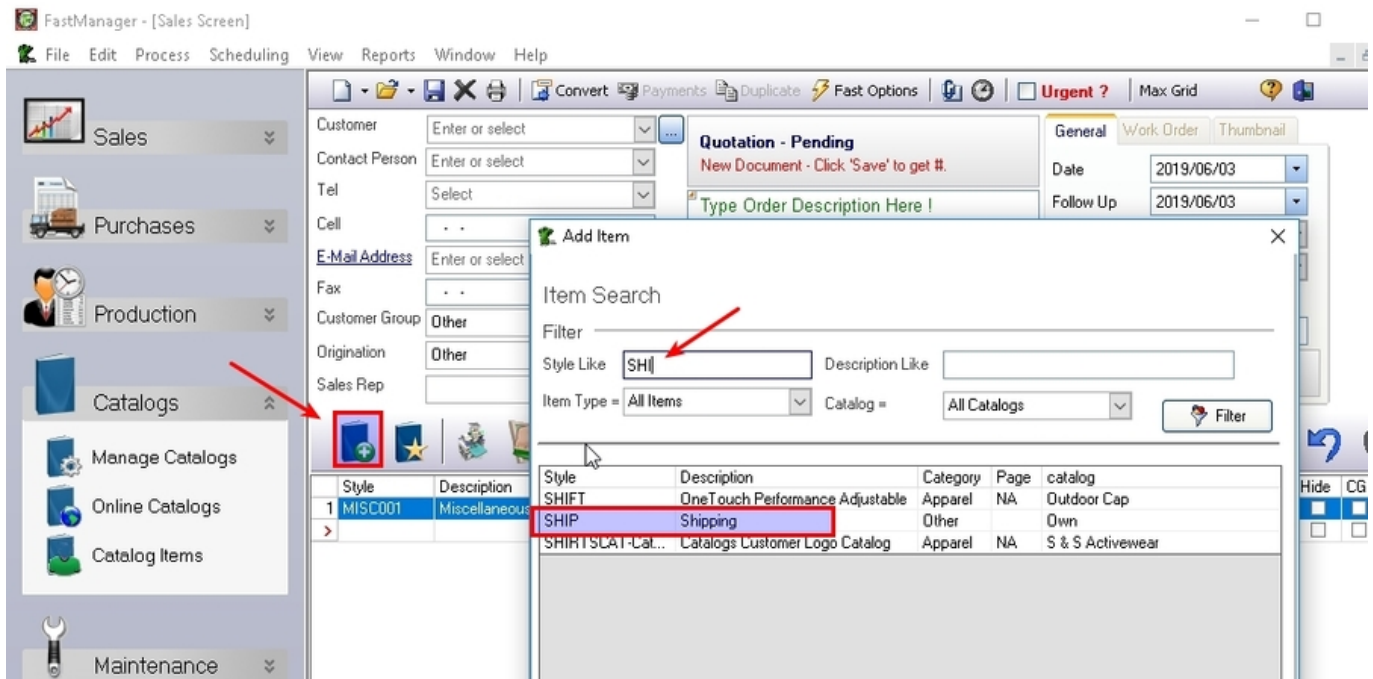 FastManager - [Sales Screen]
File Edit Process Scheduling View Reports Window Help
Convert Payments Duplicate Fast Options Urgent ? Max Grid
Sales
Purchases
Production
Catalogs
Manage Catalogs
Online Catalogs
Catalog Items
Maintenance
Customer Enter or select ...
Contact Person Enter or select
Tel Select
Cell . .
E-Mail Address Enter or select
Fax . .
Customer Group Other
Origination Other
Sales Rep
Quotation - Pending
New Document - Click 'Save' to get #.
Type Order Description Here !
General Work Order Thumbnail
Date 2019/06/03
Follow Up 2019/06/03
Style Description Hide CG
1 MISC001 Miscellaneous
Add Item
Item Search
Filter
Style Like SHI Description Like
Item Type = All Items Catalog = All Catalogs Filter
Style Description Category Page catalog
SHIFT OneTouch Performance Adjustable Apparel NA Outdoor Cap
SHIP Shipping Other Own
SHIRTSCAT-Cat... Catalogs Customer Logo Catalog Apparel NA S & S Activewear